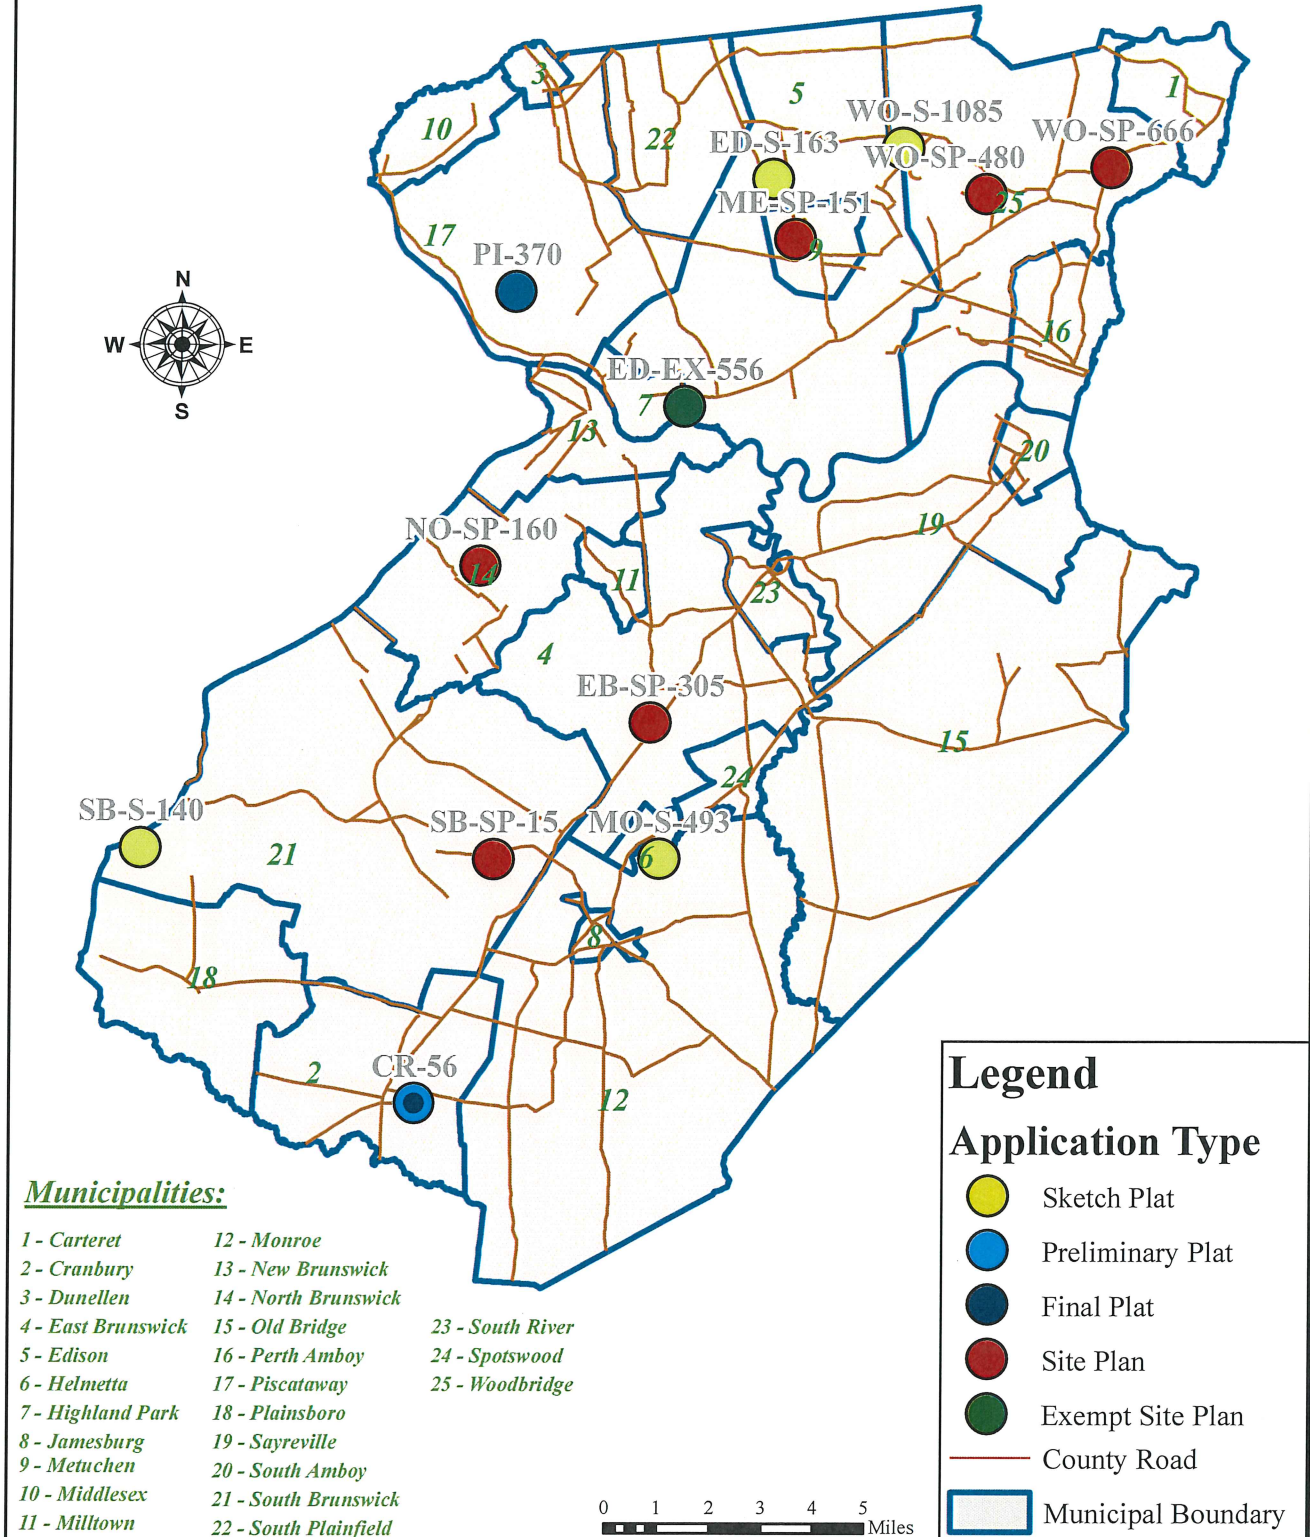 3
5
1
10
22
WO-S-1085
ED-S-163
WO-SP-666
WO-SP-480
25
ME-SP-151
9
17
PI-370
N
W E
S
16
ED-EX-556
7
13
20
NO-SP-160
14
19
11
23
4
EB-SP-305
15
24
SB-S-140
SB-SP-15
MO-S-493
6
21
8
18
CR-56
2
12
Municipalities:
1 - Carteret
2 - Cranbury
3 - Dunellen
4 - East Brunswick
5 - Edison
6 - Helmetta
7 - Highland Park
8 - Jamesburg
9 - Metuchen
10 - Middlesex
11 - Milltown
12 - Monroe
13 - New Brunswick
14 - North Brunswick
15 - Old Bridge
16 - Perth Amboy
17 - Piscataway
18 - Plainsboro
19 - Sayreville
20 - South Amboy
21 - South Brunswick
22 - South Plainfield
23 - South River
24 - Spotswood
25 - Woodbridge
0 1 2 3 4 5
Miles
Legend
Application Type
Sketch Plat
Preliminary Plat
Final Plat
Site Plan
Exempt Site Plan
County Road
Municipal Boundary